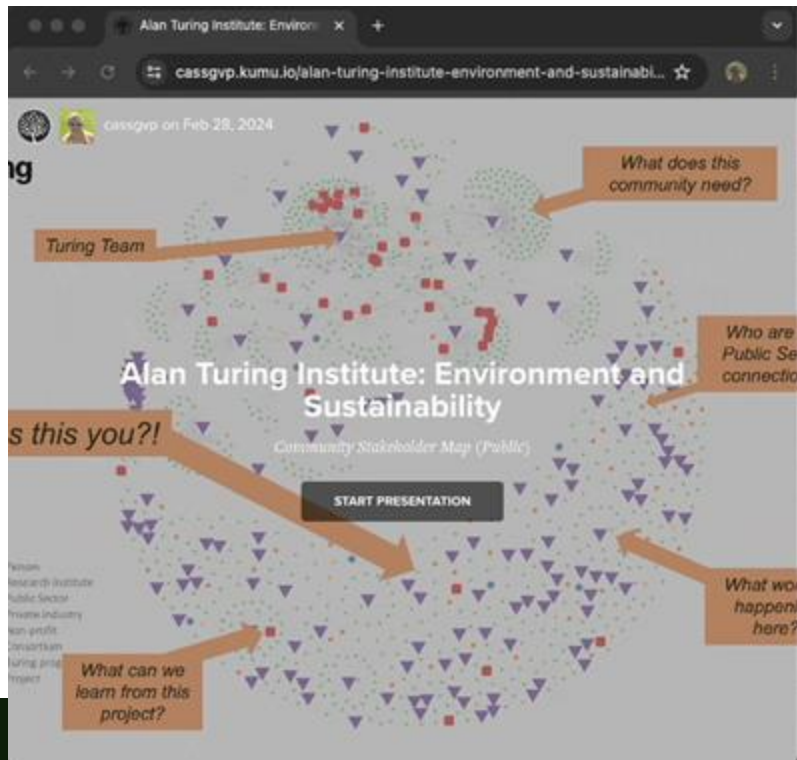 Alan Turing Institute: Environ
cassgvp.kumu.io/alan-turing-institute-environment-and-sustainabi...
cassgvp on Feb 28, 2024
ng
What does this
community need?
Turing Team
Who are
Public Se
connectio
Alan Turing Institute: Environment and
Sustainability
Community Stakeholder Map (Public)
s this you?!
START PRESENTATION
Person
Research Institute
Public Sector
Private Industry
Non-profit
Consortium
Turing prog
Project
What wo
happeni
here?
What can we
learn from this
project?